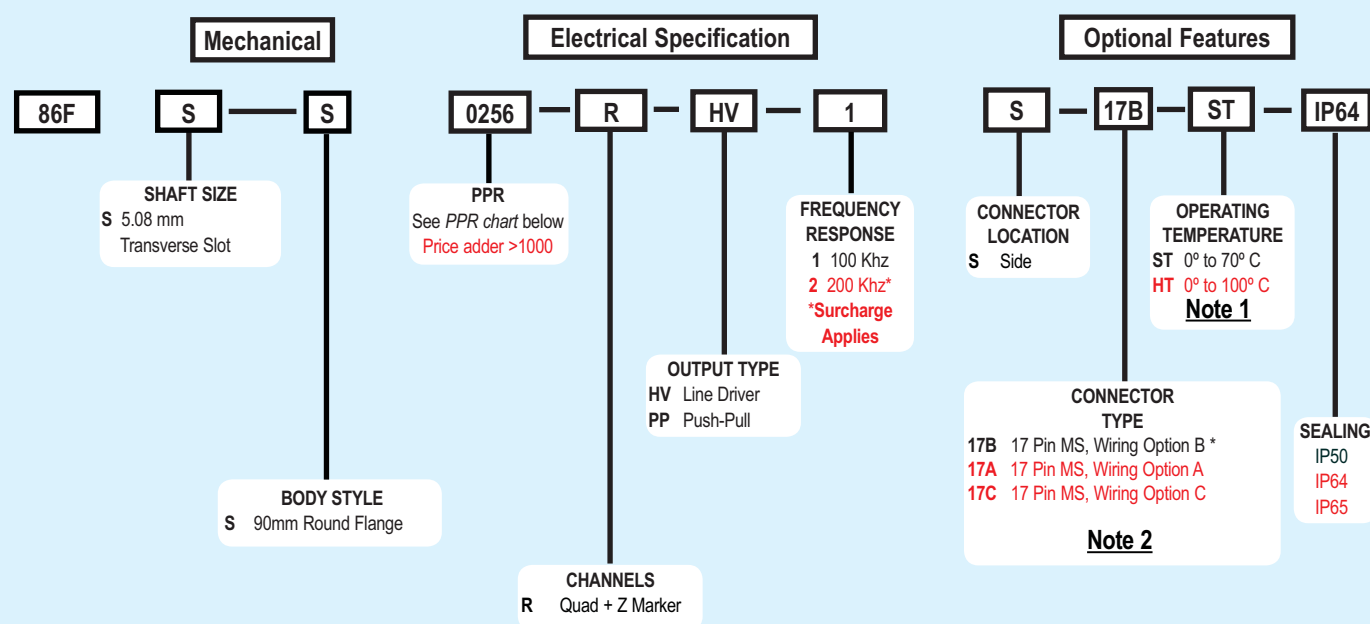 Mechanical
Electrical Specification
Optional Features
86F
S
S
0256
R
HV
1
S
17B
ST
IP64
SHAFT SIZE
S 5.08 mm
Transverse Slot
PPR
See PPR chart below
Price adder >1000
FREQUENCY
RESPONSE
1 100 Khz
2 200 Khz*
*Surcharge
Applies
CONNECTOR
LOCATION
S Side
OPERATING
TEMPERATURE
ST 0º to 70º C
HT 0º to 100º C
Note 1
OUTPUT TYPE
HV Line Driver
PP Push-Pull
CONNECTOR
TYPE
17B 17 Pin MS, Wiring Option B *
17A 17 Pin MS, Wiring Option A
17C 17 Pin MS, Wiring Option C
Note 2
SEALING
IP50
IP64
IP65
BODY STYLE
S 90mm Round Flange
CHANNELS
R Quad + Z Marker